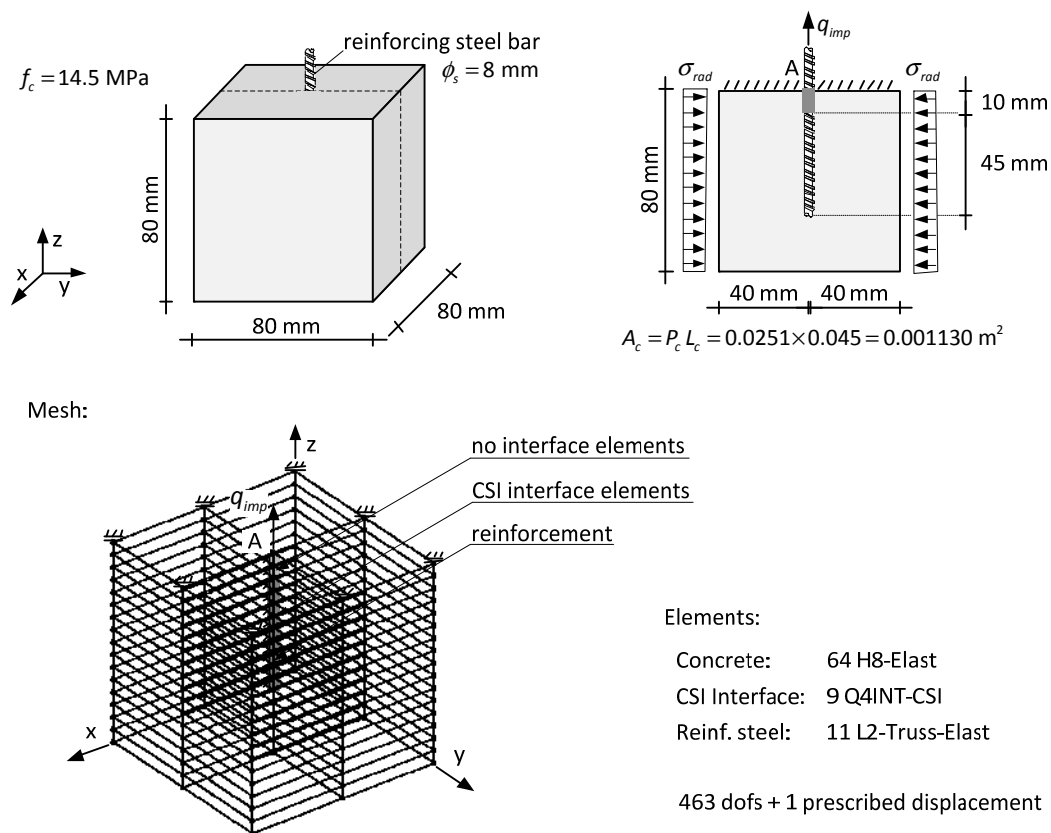 reinforcing steel bar
f_c = 14.5 MPa
ϕ_s = 8 mm
80 mm
80 mm
80 mm
z
x
y
q_imp
A
σ_rad
σ_rad
10 mm
45 mm
80 mm
40 mm
40 mm
A_c = P_c L_c = 0.0251×0.045 = 0.001130 m²
Mesh:
z
no interface elements
q_imp
CSI interface elements
A
reinforcement
x
y
Elements:
Concrete: 64 H8-Elast
CSI Interface: 9 Q4INT-CSI
Reinf. steel: 11 L2-Truss-Elast
463 dofs + 1 prescribed displacement